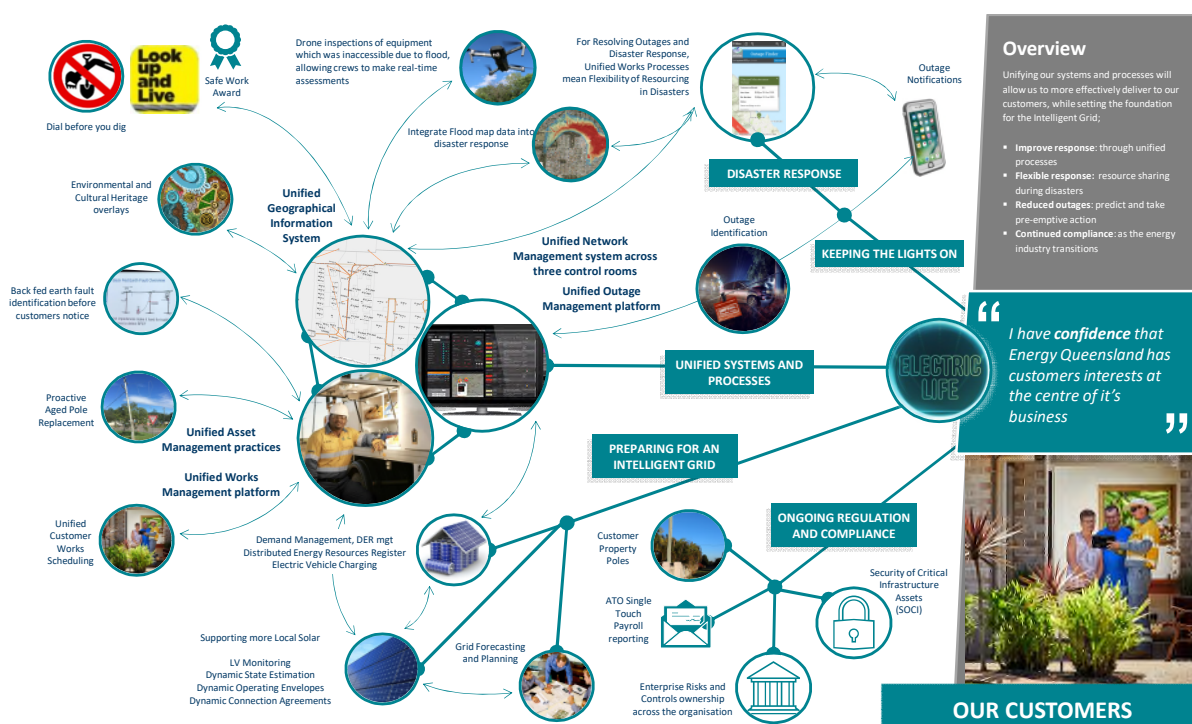 Look
up
and
Live
Safe Work
Award
Dial before you dig
Drone inspections of equipment
which was inaccessible due to flood,
allowing crews to make real-time
assessments
For Resolving Outages and
Disaster Response,
Unified Works Processes
mean Flexibility of Resourcing
in Disasters
Outage
Notifications
Integrate Flood map data into
disaster response
DISASTER RESPONSE
Environmental and
Cultural Heritage
overlays
Unified
Geographical
Information
System
Unified Network
Management system across
three control rooms
Unified Outage
Management platform
Outage
Identification
KEEPING THE LIGHTS ON
Back fed earth fault
identification before
customers notice
UNIFIED SYSTEMS AND
PROCESSES
ELECTRIC
LIFE
Proactive
Aged Pole
Replacement
Unified Asset
Management practices
Unified Works
Management platform
PREPARING FOR AN
INTELLIGENT GRID
Unified
Customer
Works
Scheduling
Demand Management, DER mgt
Distributed Energy Resources Register
Electric Vehicle Charging
ONGOING REGULATION
AND COMPLIANCE
Customer
Property
Poles
Security of Critical
Infrastructure
Assets
(SOCI)
ATO Single
Touch
Payroll
reporting
Supporting more Local Solar
LV Monitoring
Dynamic State Estimation
Dynamic Operating Envelopes
Dynamic Connection Agreements
Grid Forecasting
and Planning
Enterprise Risks and
Controls ownership
across the organisation
Overview
Unifying our systems and processes will
allow us to more effectively deliver to our
customers, while setting the foundation
for the Intelligent Grid;
▪ Improve response: through unified
processes
▪ Flexible response: resource sharing
during disasters
▪ Reduced outages: predict and take
pre-emptive action
▪ Continued compliance: as the energy
industry transitions
“
I have confidence that
Energy Queensland has
customers interests at
the centre of it’s
business
”
OUR CUSTOMERS